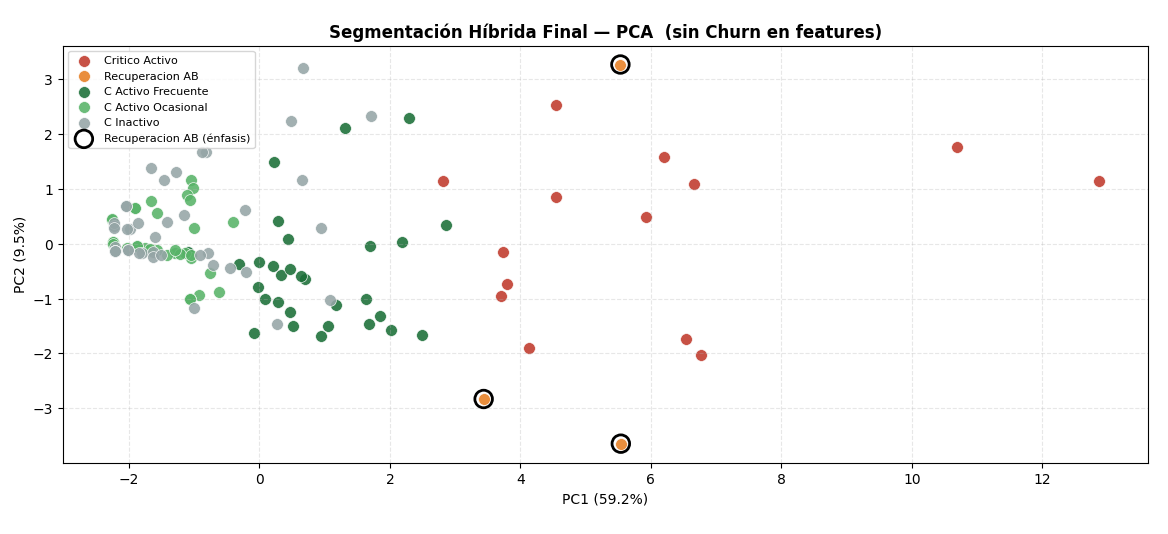 Segmentación Híbrida Final — PCA  (sin Churn en features)
Critico Activo
Recuperacion AB
C Activo Frecuente
C Activo Ocasional
C Inactivo
Recuperacion AB (énfasis)
PC2 (9.5%)
3
2
1
0
−1
−2
−3
−2
0
2
4
6
8
10
12
PC1 (59.2%)